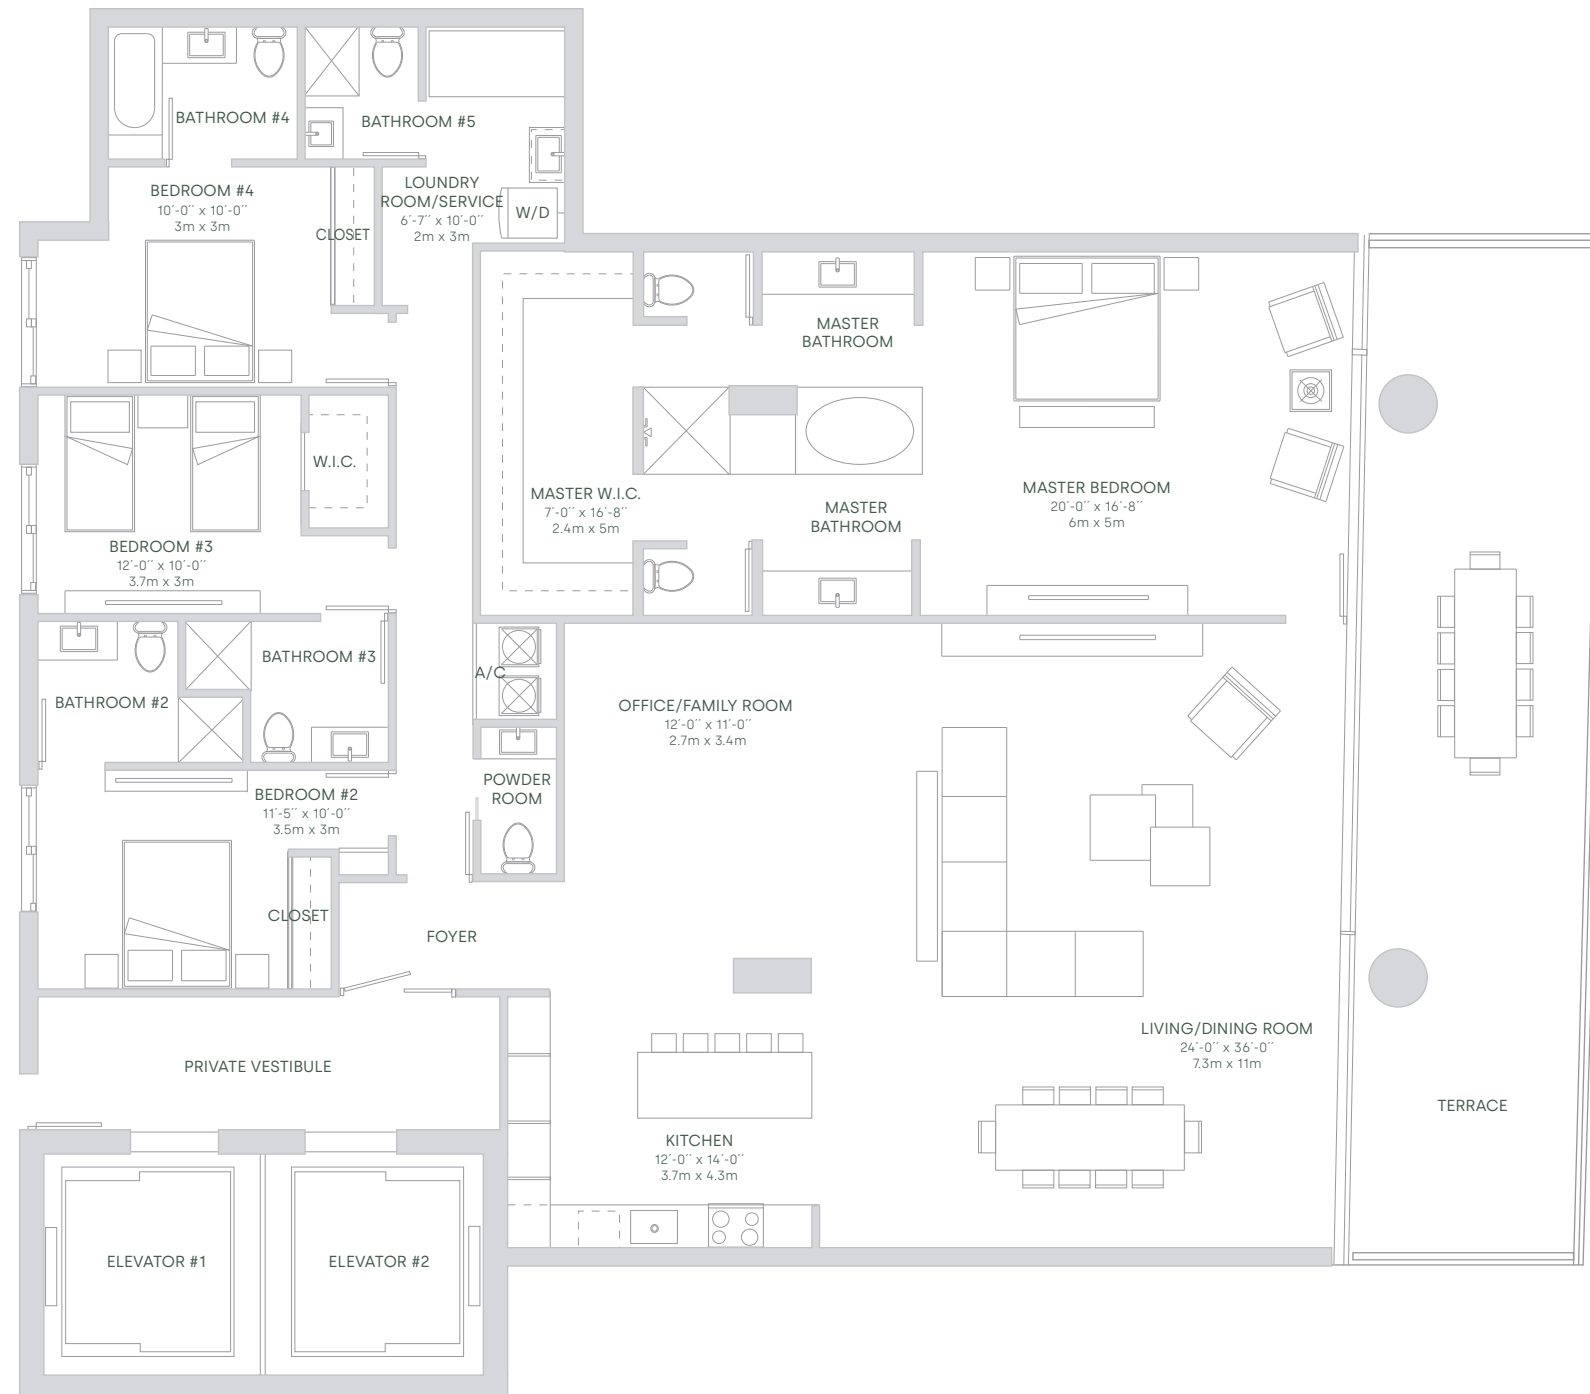 BATHROOM #4
BATHROOM #5
BEDROOM #4
10´-0´´ x 10´-0´´
3m x 3m
CLOSET
LOUNDRY
ROOM/SERVICE
6´-7´´ x 10´-0´´
2m x 3m
W/D
MASTER
BATHROOM
W.I.C.
MASTER W.I.C.
7´-0´´ x 16´-8´´
2.4m x 5m
MASTER
BATHROOM
MASTER BEDROOM
20´-0´´ x 16´-8´´
6m x 5m
BEDROOM #3
12´-0´´ x 10´-0´´
3.7m x 3m
BATHROOM #3
BATHROOM #2
A/C
OFFICE/FAMILY ROOM
12´-0´´ x 11´-0´´
2.7m x 3.4m
POWDER
ROOM
BEDROOM #2
11´-5´´ x 10´-0´´
3.5m x 3m
CLOSET
FOYER
LIVING/DINING ROOM
24´-0´´ x 36´-0´´
7.3m x 11m
PRIVATE VESTIBULE
TERRACE
KITCHEN
12´-0´´ x 14´-0´´
3.7m x 4.3m
ELEVATOR #1
ELEVATOR #2